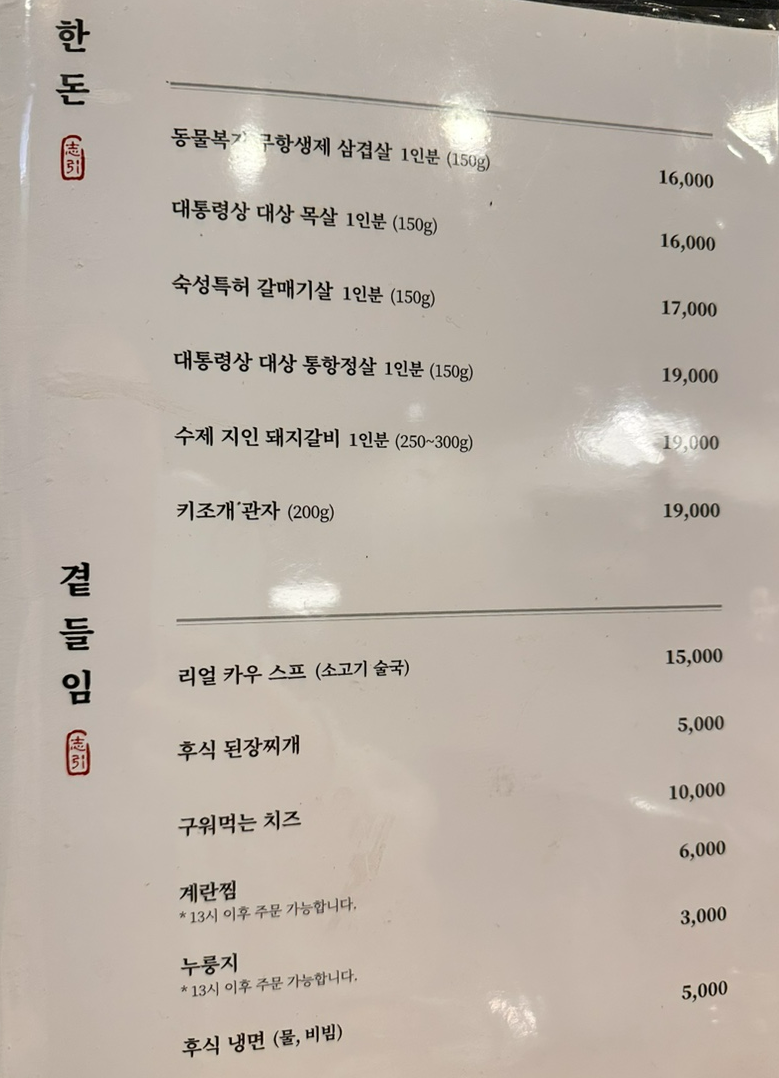 한돈
志引
동물복지 무항생제 삼겹살 1인분 (150g) 16,000
대통령상 대상 목살 1인분 (150g) 16,000
숙성특허 갈매기살 1인분 (150g) 17,000
대통령상 대상 통항정살 1인분 (150g) 19,000
수제 지인 돼지갈비 1인분 (250~300g) 19,000
키조개 관자 (200g) 19,000
곁들임
志引
리얼 카우 스프 (소고기 술국) 15,000
후식 된장찌개 5,000
구워먹는 치즈 10,000
계란찜 6,000
* 13시 이후 주문 가능합니다.
누룽지 3,000
* 13시 이후 주문 가능합니다.
후식 냉면 (물, 비빔) 5,000